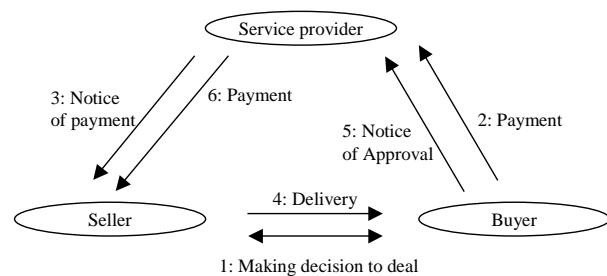 Service provider
3: Notice
of payment
6: Payment
5: Notice
of Approval
2: Payment
4: Delivery
Seller
Buyer
1: Making decision to deal